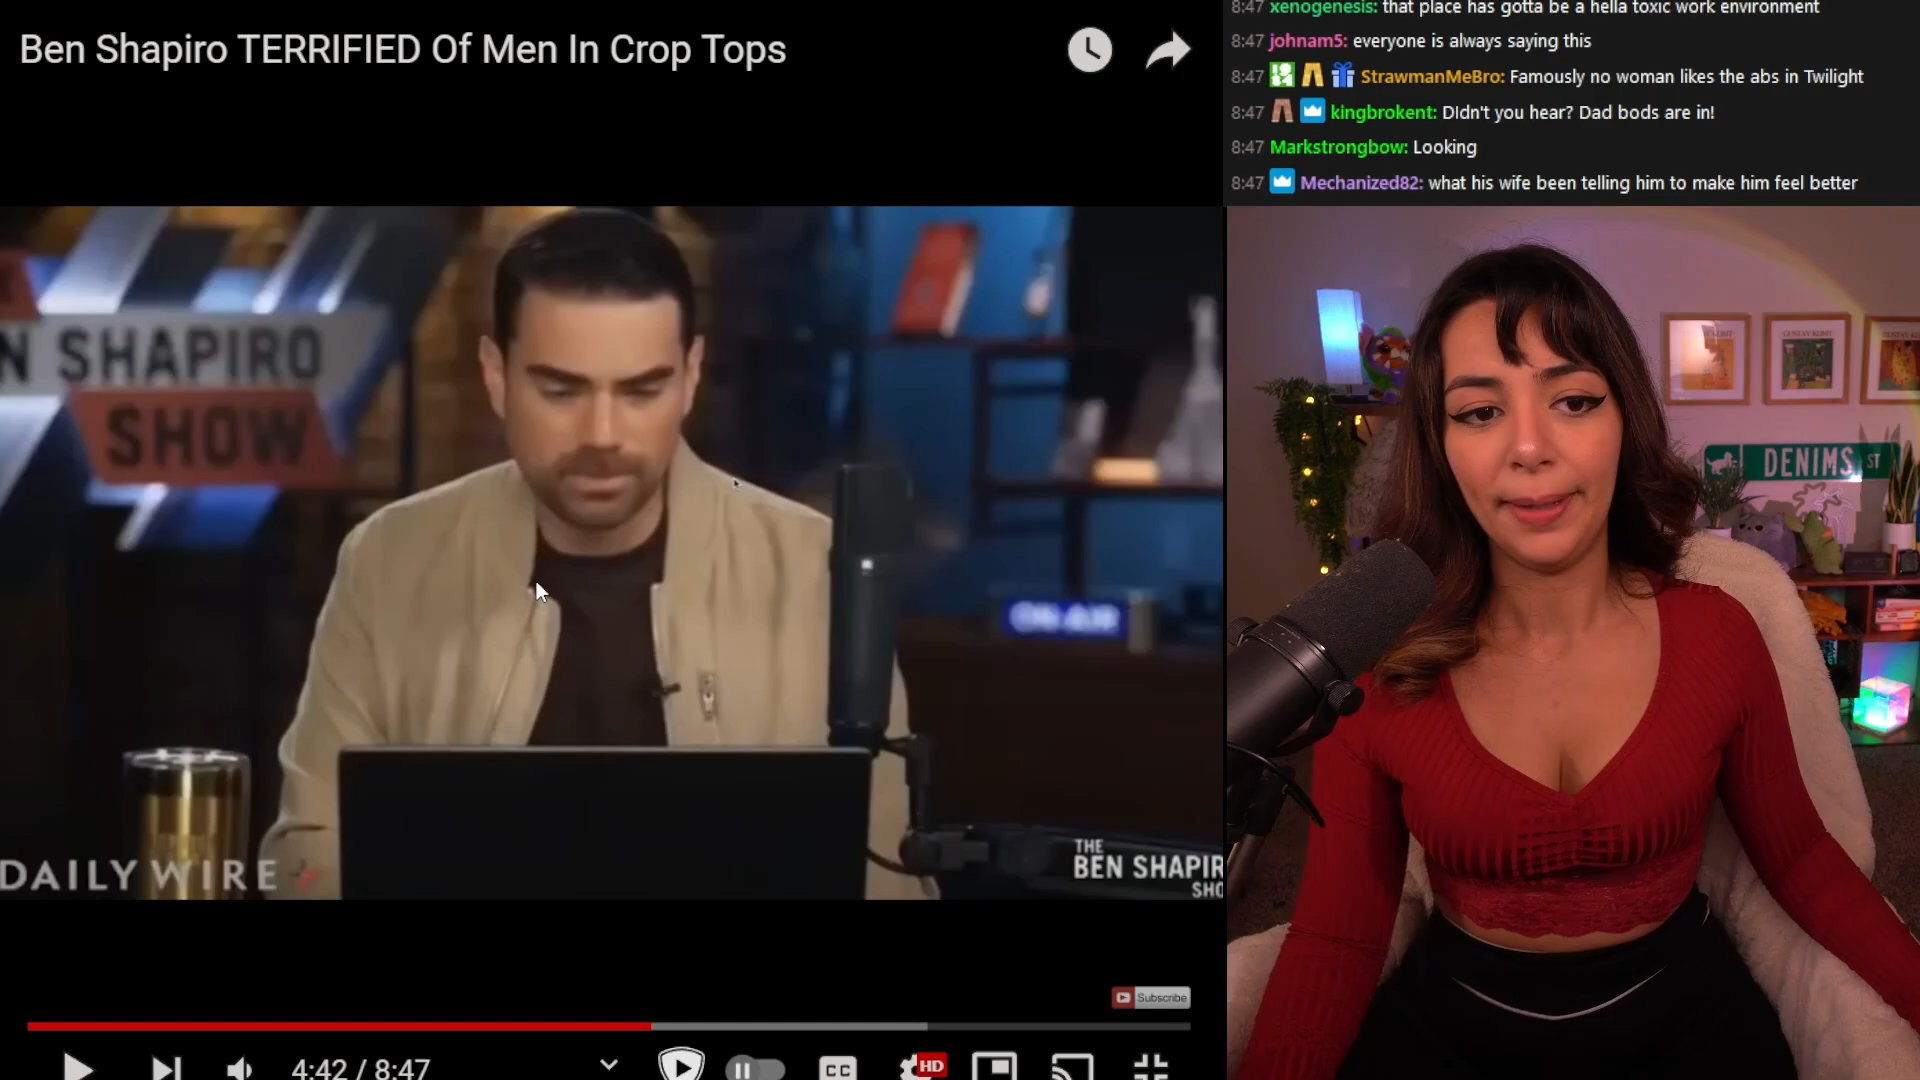 Ben Shapiro TERRIFIED Of Men In Crop Tops
8:47 xenogenesis: that place has gotta be a hella toxic work environment
8:47 johnam5: everyone is always saying this
8:47 StrawmanMeBro: Famously no woman likes the abs in Twilight
8:47 kingbrokent: DIdn't you hear? Dad bods are in!
8:47 Markstrongbow: Looking
8:47 Mechanized82: what his wife been telling him to make him feel better
N SHAPIRO
SHOW
ON AIR
DAILY WIRE
THE
BEN SHAPIR
SHO
DENIMS ST
Subscribe
4:42 / 8:47
CC
HD